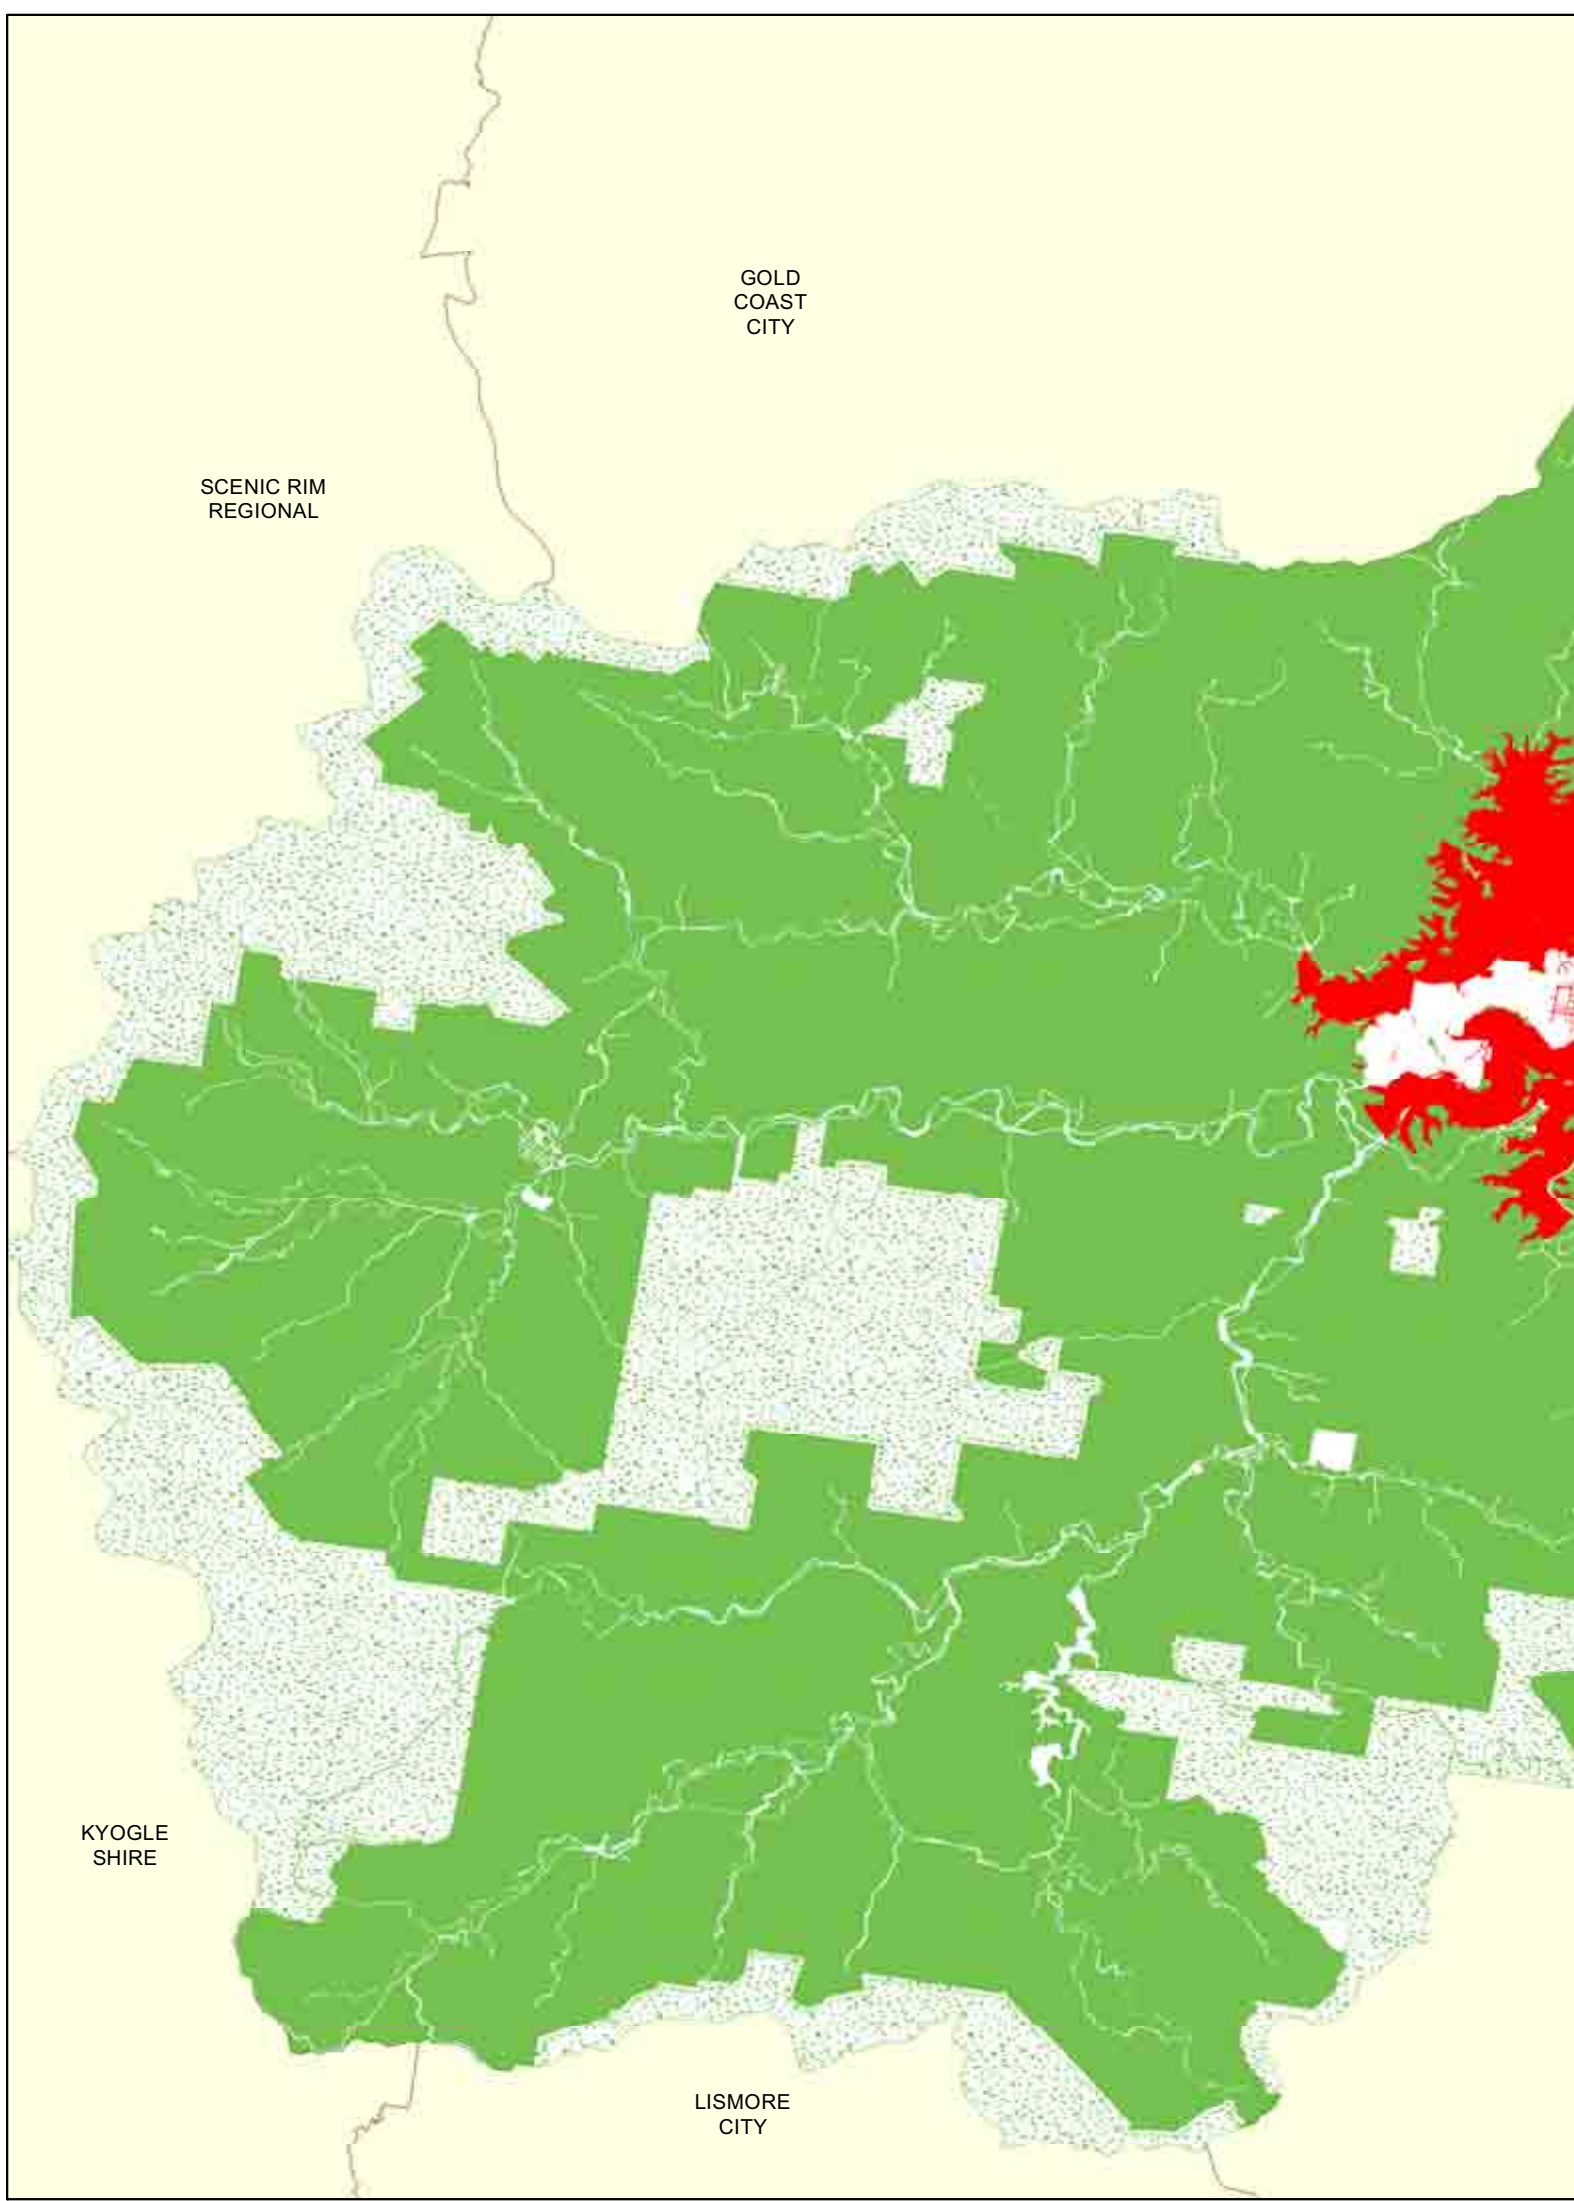 GOLD
COAST
CITY
SCENIC RIM
REGIONAL
KYOGLE
SHIRE
LISMORE
CITY